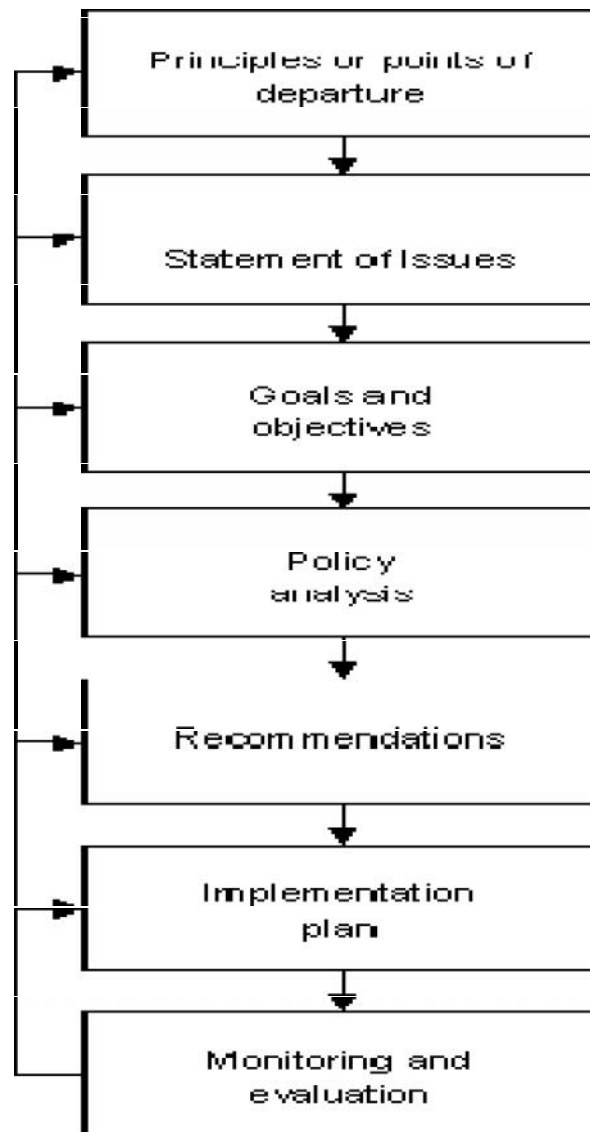 Principles or points of
departure
Statement of Issues
Goals and
objectives
Policy
analysis
Recommendations
Implementation
plan
Monitoring and
evaluation